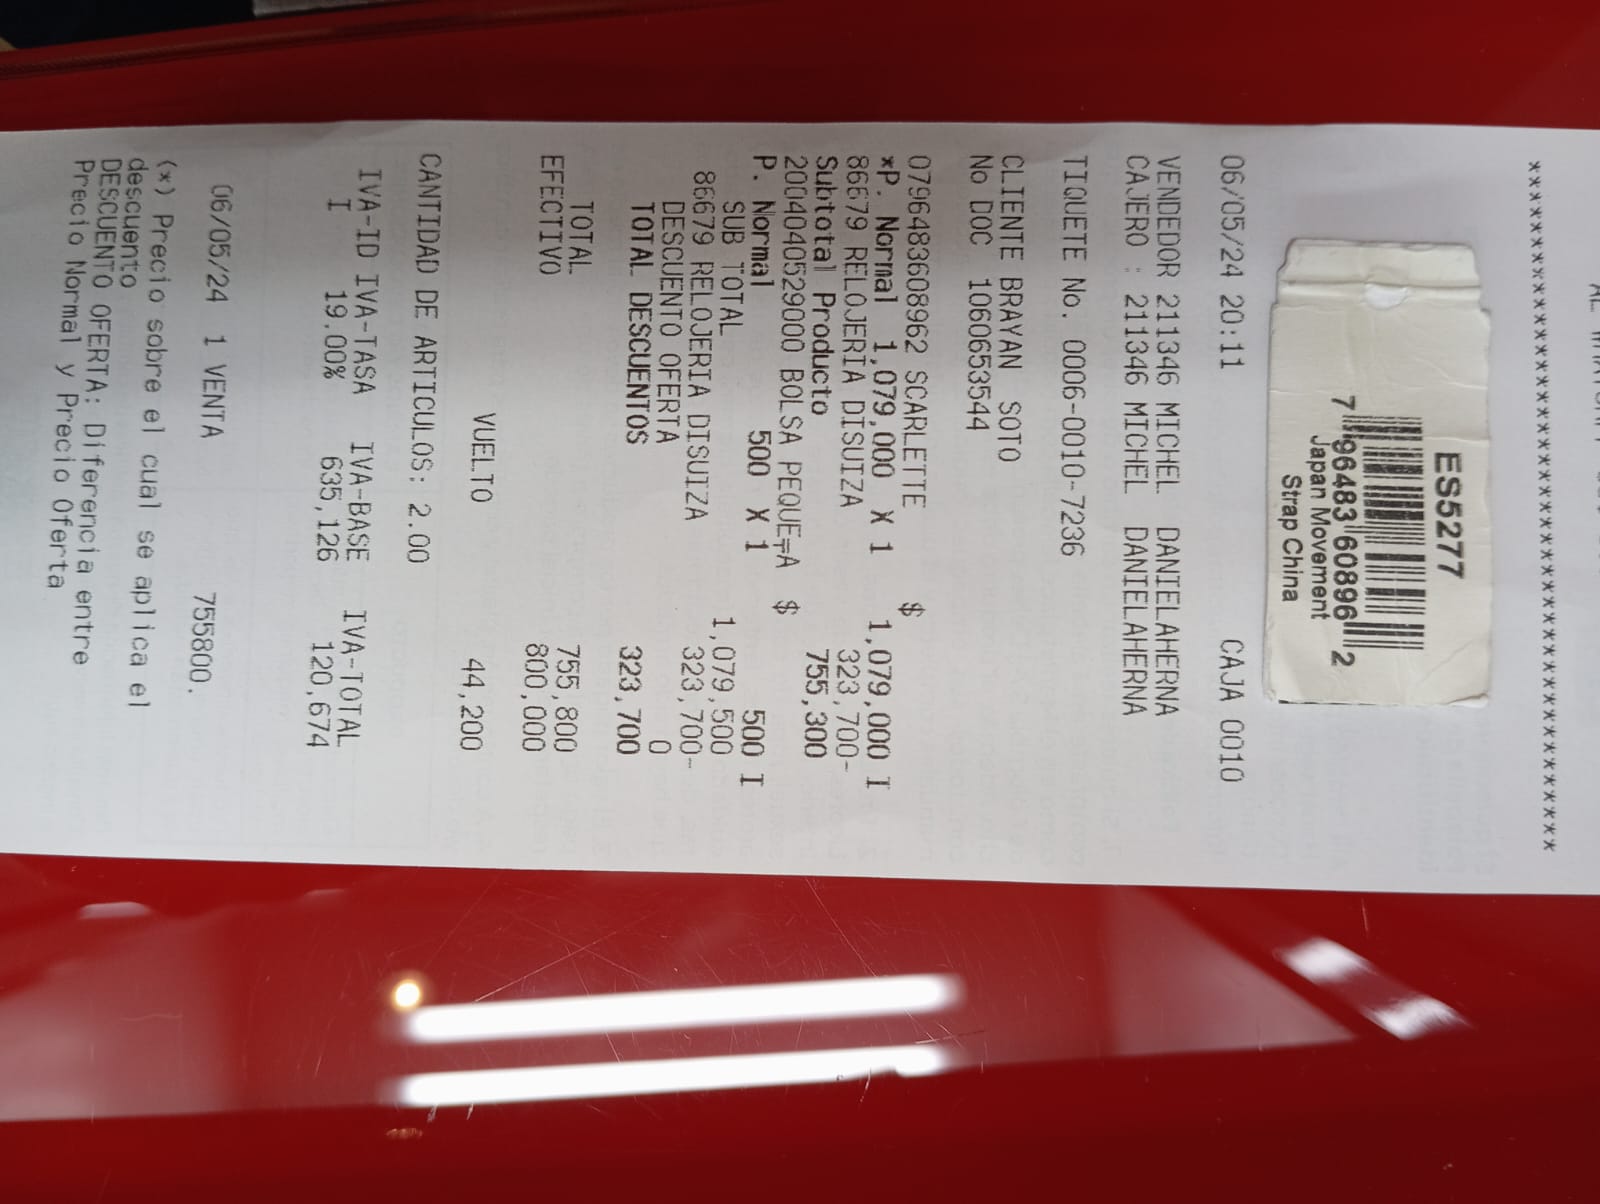 ****************************************
ES5277
7 96483 60896 2
Japan Movement
Strap China
06/05/24 20:11 CAJA 0010
VENDEDOR 211346 MICHEL DANIELAHERNA
CAJERO : 211346 MICHEL DANIELAHERNA
TIQUETE No. 0006-0010-7236
CLIENTE BRAYAN SOTO
No DOC 1060653544
0796483608962 SCARLETTE $
*P. Normal 1,079,000 X 1 1,079,000 I
86679 RELOJERIA DISUIZA 323,700-
Subtotal Producto 755,300
2004040529000 BOLSA PEQUE╤A $
P. Normal 500 X 1 500 I
SUB TOTAL 1,079,500
86679 RELOJERIA DISUIZA 323,700-
DESCUENTO OFERTA 0
TOTAL DESCUENTOS 323,700
TOTAL 755,800
EFECTIVO 800,000
VUELTO 44,200
CANTIDAD DE ARTICULOS: 2.00
IVA-ID IVA-TASA IVA-BASE IVA-TOTAL
I 19.00% 635,126 120,674
06/05/24 1 VENTA 755800.
(*) Precio sobre el cual se aplica el
descuento
DESCUENTO OFERTA: Diferencia entre
Precio Normal y Precio Oferta